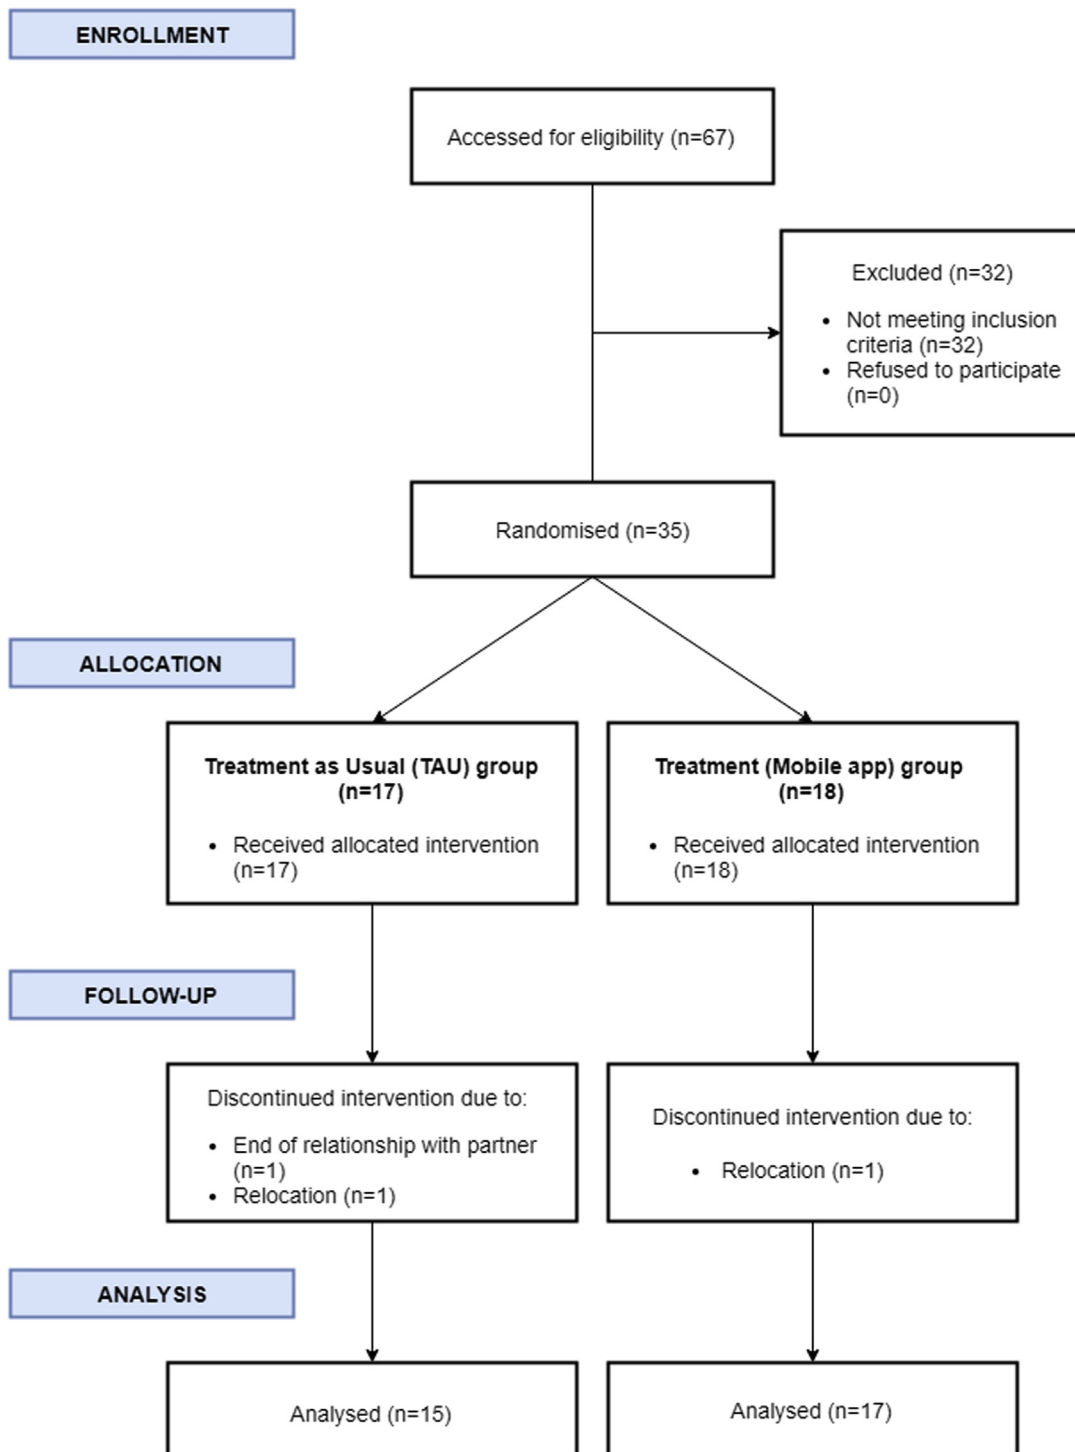 ENROLLMENT
Accessed for eligibility (n=67)
Excluded (n=32)
• Not meeting inclusion
criteria (n=32)
• Refused to participate
(n=0)
Randomised (n=35)
ALLOCATION
Treatment as Usual (TAU) group
(n=17)
• Received allocated intervention
(n=17)
Treatment (Mobile app) group
(n=18)
• Received allocated intervention
(n=18)
FOLLOW-UP
Discontinued intervention due to:
• End of relationship with partner
(n=1)
• Relocation (n=1)
Discontinued intervention due to:
• Relocation (n=1)
ANALYSIS
Analysed (n=15)
Analysed (n=17)